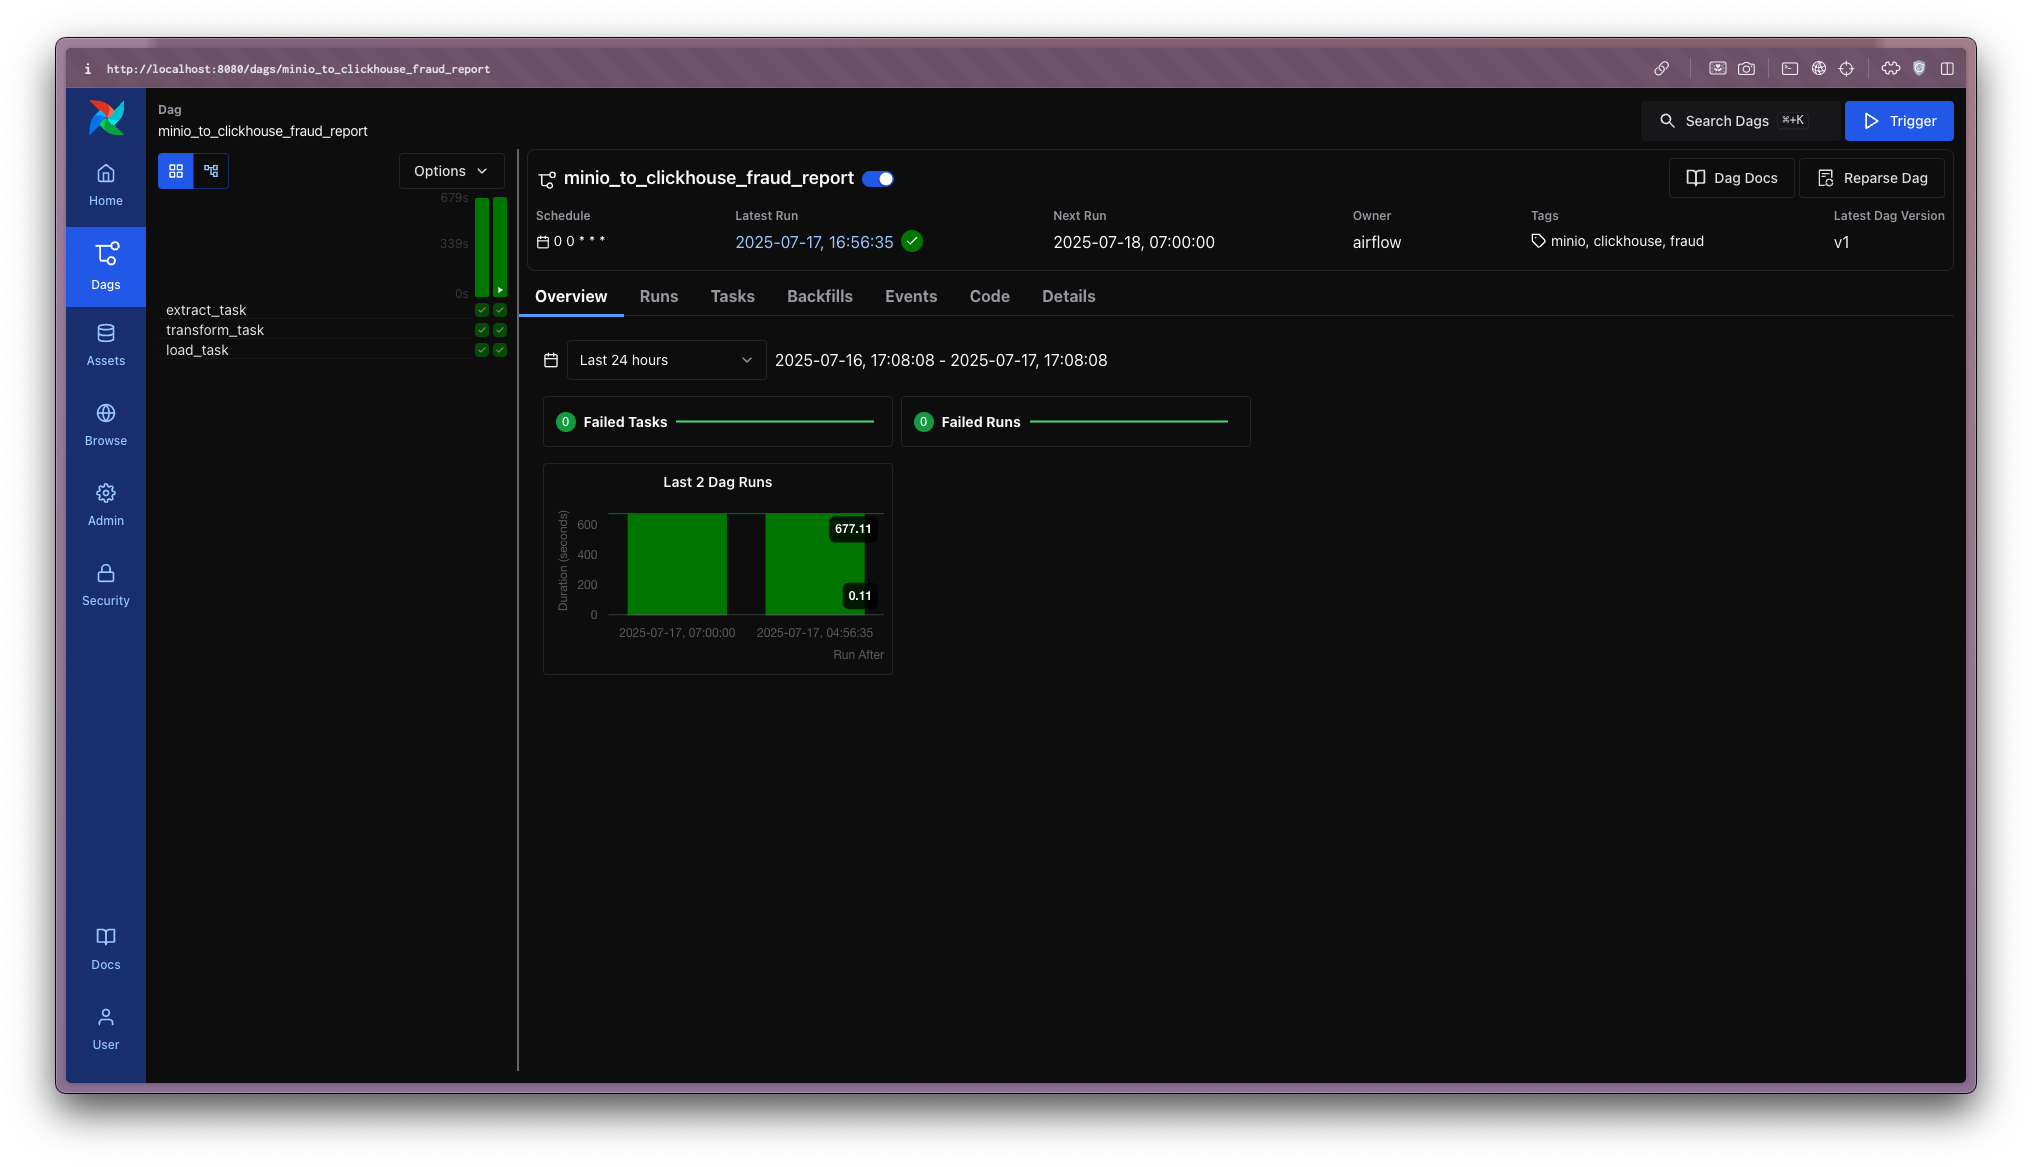 i http://localhost:8080/dags/minio_to_clickhouse_fraud_report
Dag
minio_to_clickhouse_fraud_report
Search Dags ⌘+K
Trigger
Home
Dags
Assets
Browse
Admin
Security
Docs
User
Options
679s
339s
0s
extract_task
transform_task
load_task
minio_to_clickhouse_fraud_report
Dag Docs
Reparse Dag
Schedule
0 0 * * *
Latest Run
2025-07-17, 16:56:35
Next Run
2025-07-18, 07:00:00
Owner
airflow
Tags
minio, clickhouse, fraud
Latest Dag Version
v1
Overview Runs Tasks Backfills Events Code Details
Last 24 hours 2025-07-16, 17:08:08 - 2025-07-17, 17:08:08
0 Failed Tasks
0 Failed Runs
Last 2 Dag Runs
Duration (seconds)
600
400
200
0
677.11
0.11
2025-07-17, 07:00:00 2025-07-17, 04:56:35
Run After